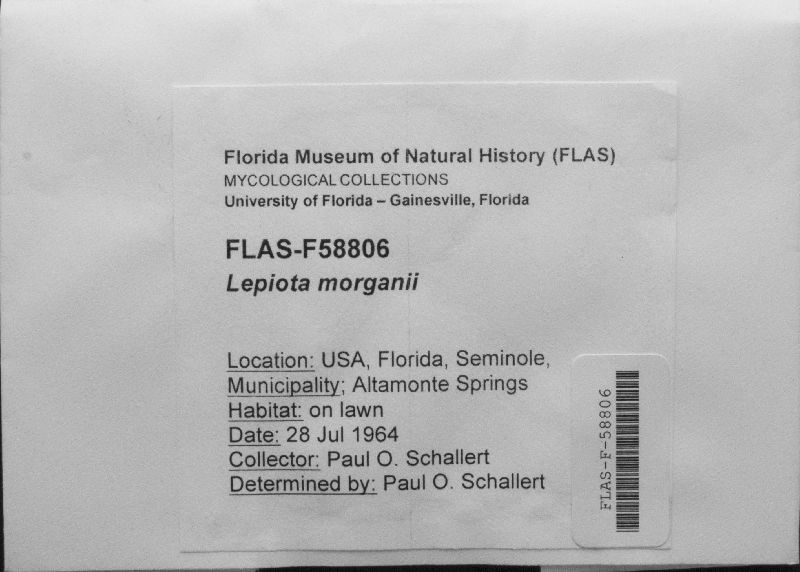 Florida Museum of Natural History (FLAS)
MYCOLOGICAL COLLECTIONS
University of Florida – Gainesville, Florida
FLAS-F58806
Lepiota morganii
Location: USA, Florida, Seminole,
Municipality; Altamonte Springs
Habitat: on lawn
Date: 28 Jul 1964
Collector: Paul O. Schallert
Determined by: Paul O. Schallert
FLAS-F-58806